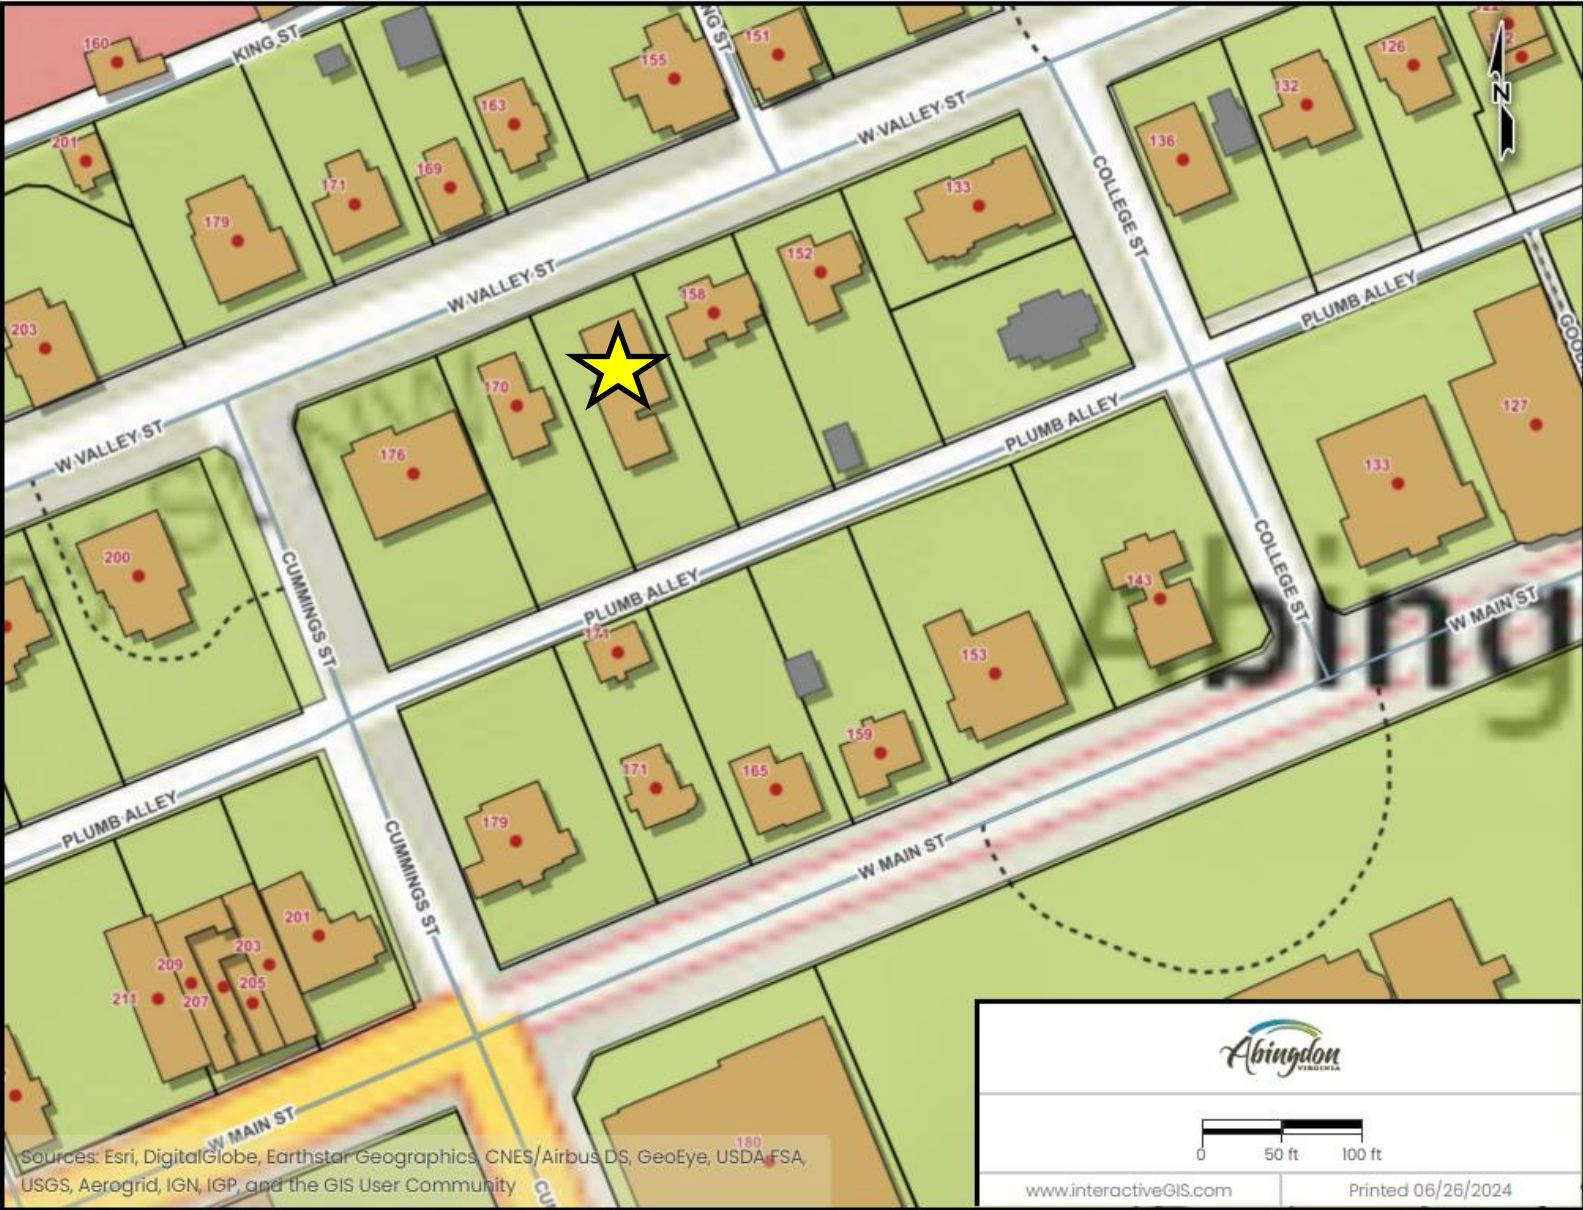 160
KING ST
155
151
126
132
163
W VALLEY ST
136
201
169
171
COLLEGE ST
133
179
152
W VALLEY ST
PLUMB ALLEY
158
203
170
127
PLUMB ALLEY
W VALLEY ST
176
133
200
CUMMINGS ST
COLLEGE ST
PLUMB ALLEY
143
W MAIN ST
Abing
171
153
159
171
165
PLUMB ALLEY
179
W MAIN ST
CUMMINGS ST
201
203
209
205
211
207
W MAIN ST
180
N
Abingdon
VIRGINIA
0 50 ft 100 ft
www.interactiveGIS.com
Printed 06/26/2024
Sources: Esri, DigitalGlobe, Earthstar Geographics, CNES/Airbus DS, GeoEye, USDA FSA,
USGS, Aerogrid, IGN, IGP, and the GIS User Community